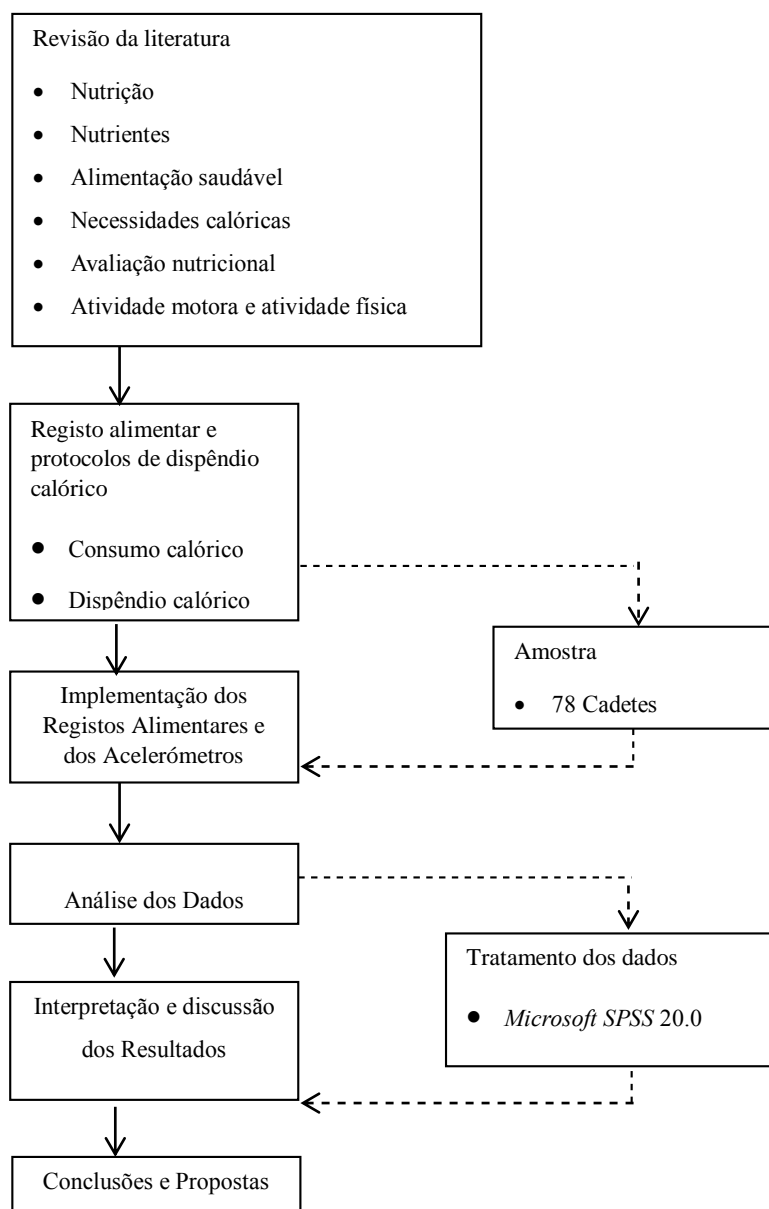 Revisão da literatura
• Nutrição
• Nutrientes
• Alimentação saudável
• Necessidades calóricas
• Avaliação nutricional
• Atividade motora e atividade física
Registo alimentar e
protocolos de dispêndio
calórico
• Consumo calórico
• Dispêndio calórico
Amostra
• 78 Cadetes
Implementação dos
Registos Alimentares e
dos Acelerómetros
Análise dos Dados
Tratamento dos dados
• Microsoft SPSS 20.0
Interpretação e discussão
dos Resultados
Conclusões e Propostas